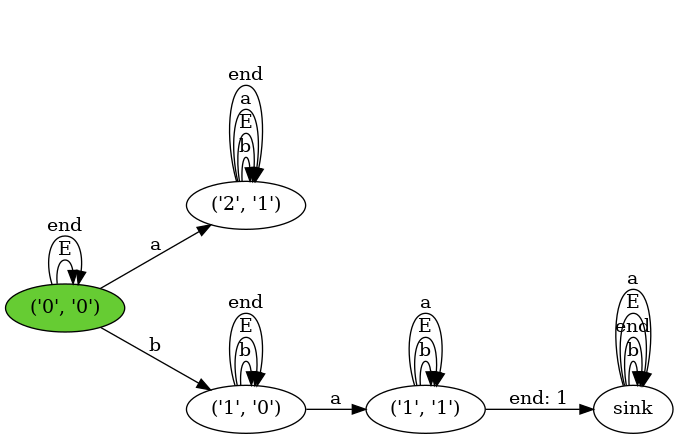 end
a
E
b
('2', '1')
end
E
a
('0', '0')
b
end
E
b
('1', '0')
a
a
E
b
('1', '1')
end: 1
a
E
end
b
sink